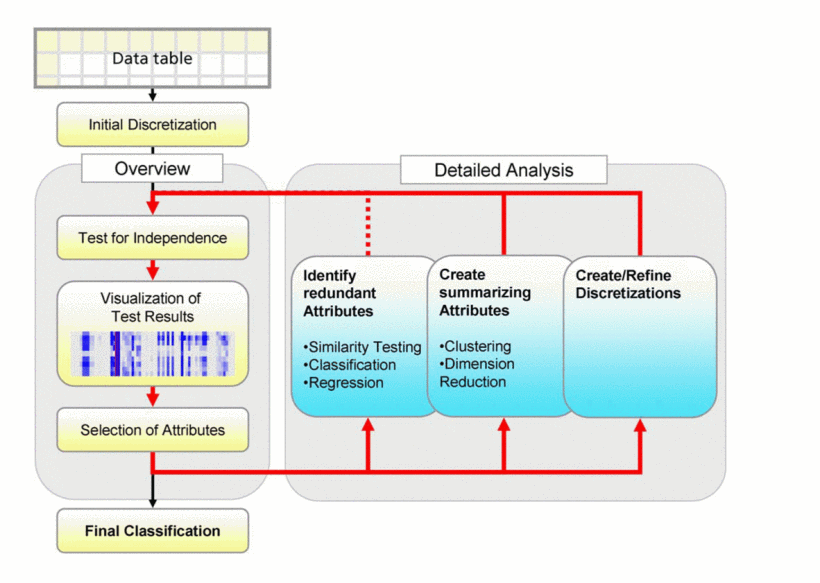 Data table
Initial Discretization
Overview
Test for Independence
Visualization of
Test Results
Selection of Attributes
Final Classification
Detailed Analysis
Identify
redundant
Attributes
•Similarity Testing
•Classification
•Regression
Create
summarizing
Attributes
•Clustering
•Dimension
Reduction
Create/Refine
Discretizations